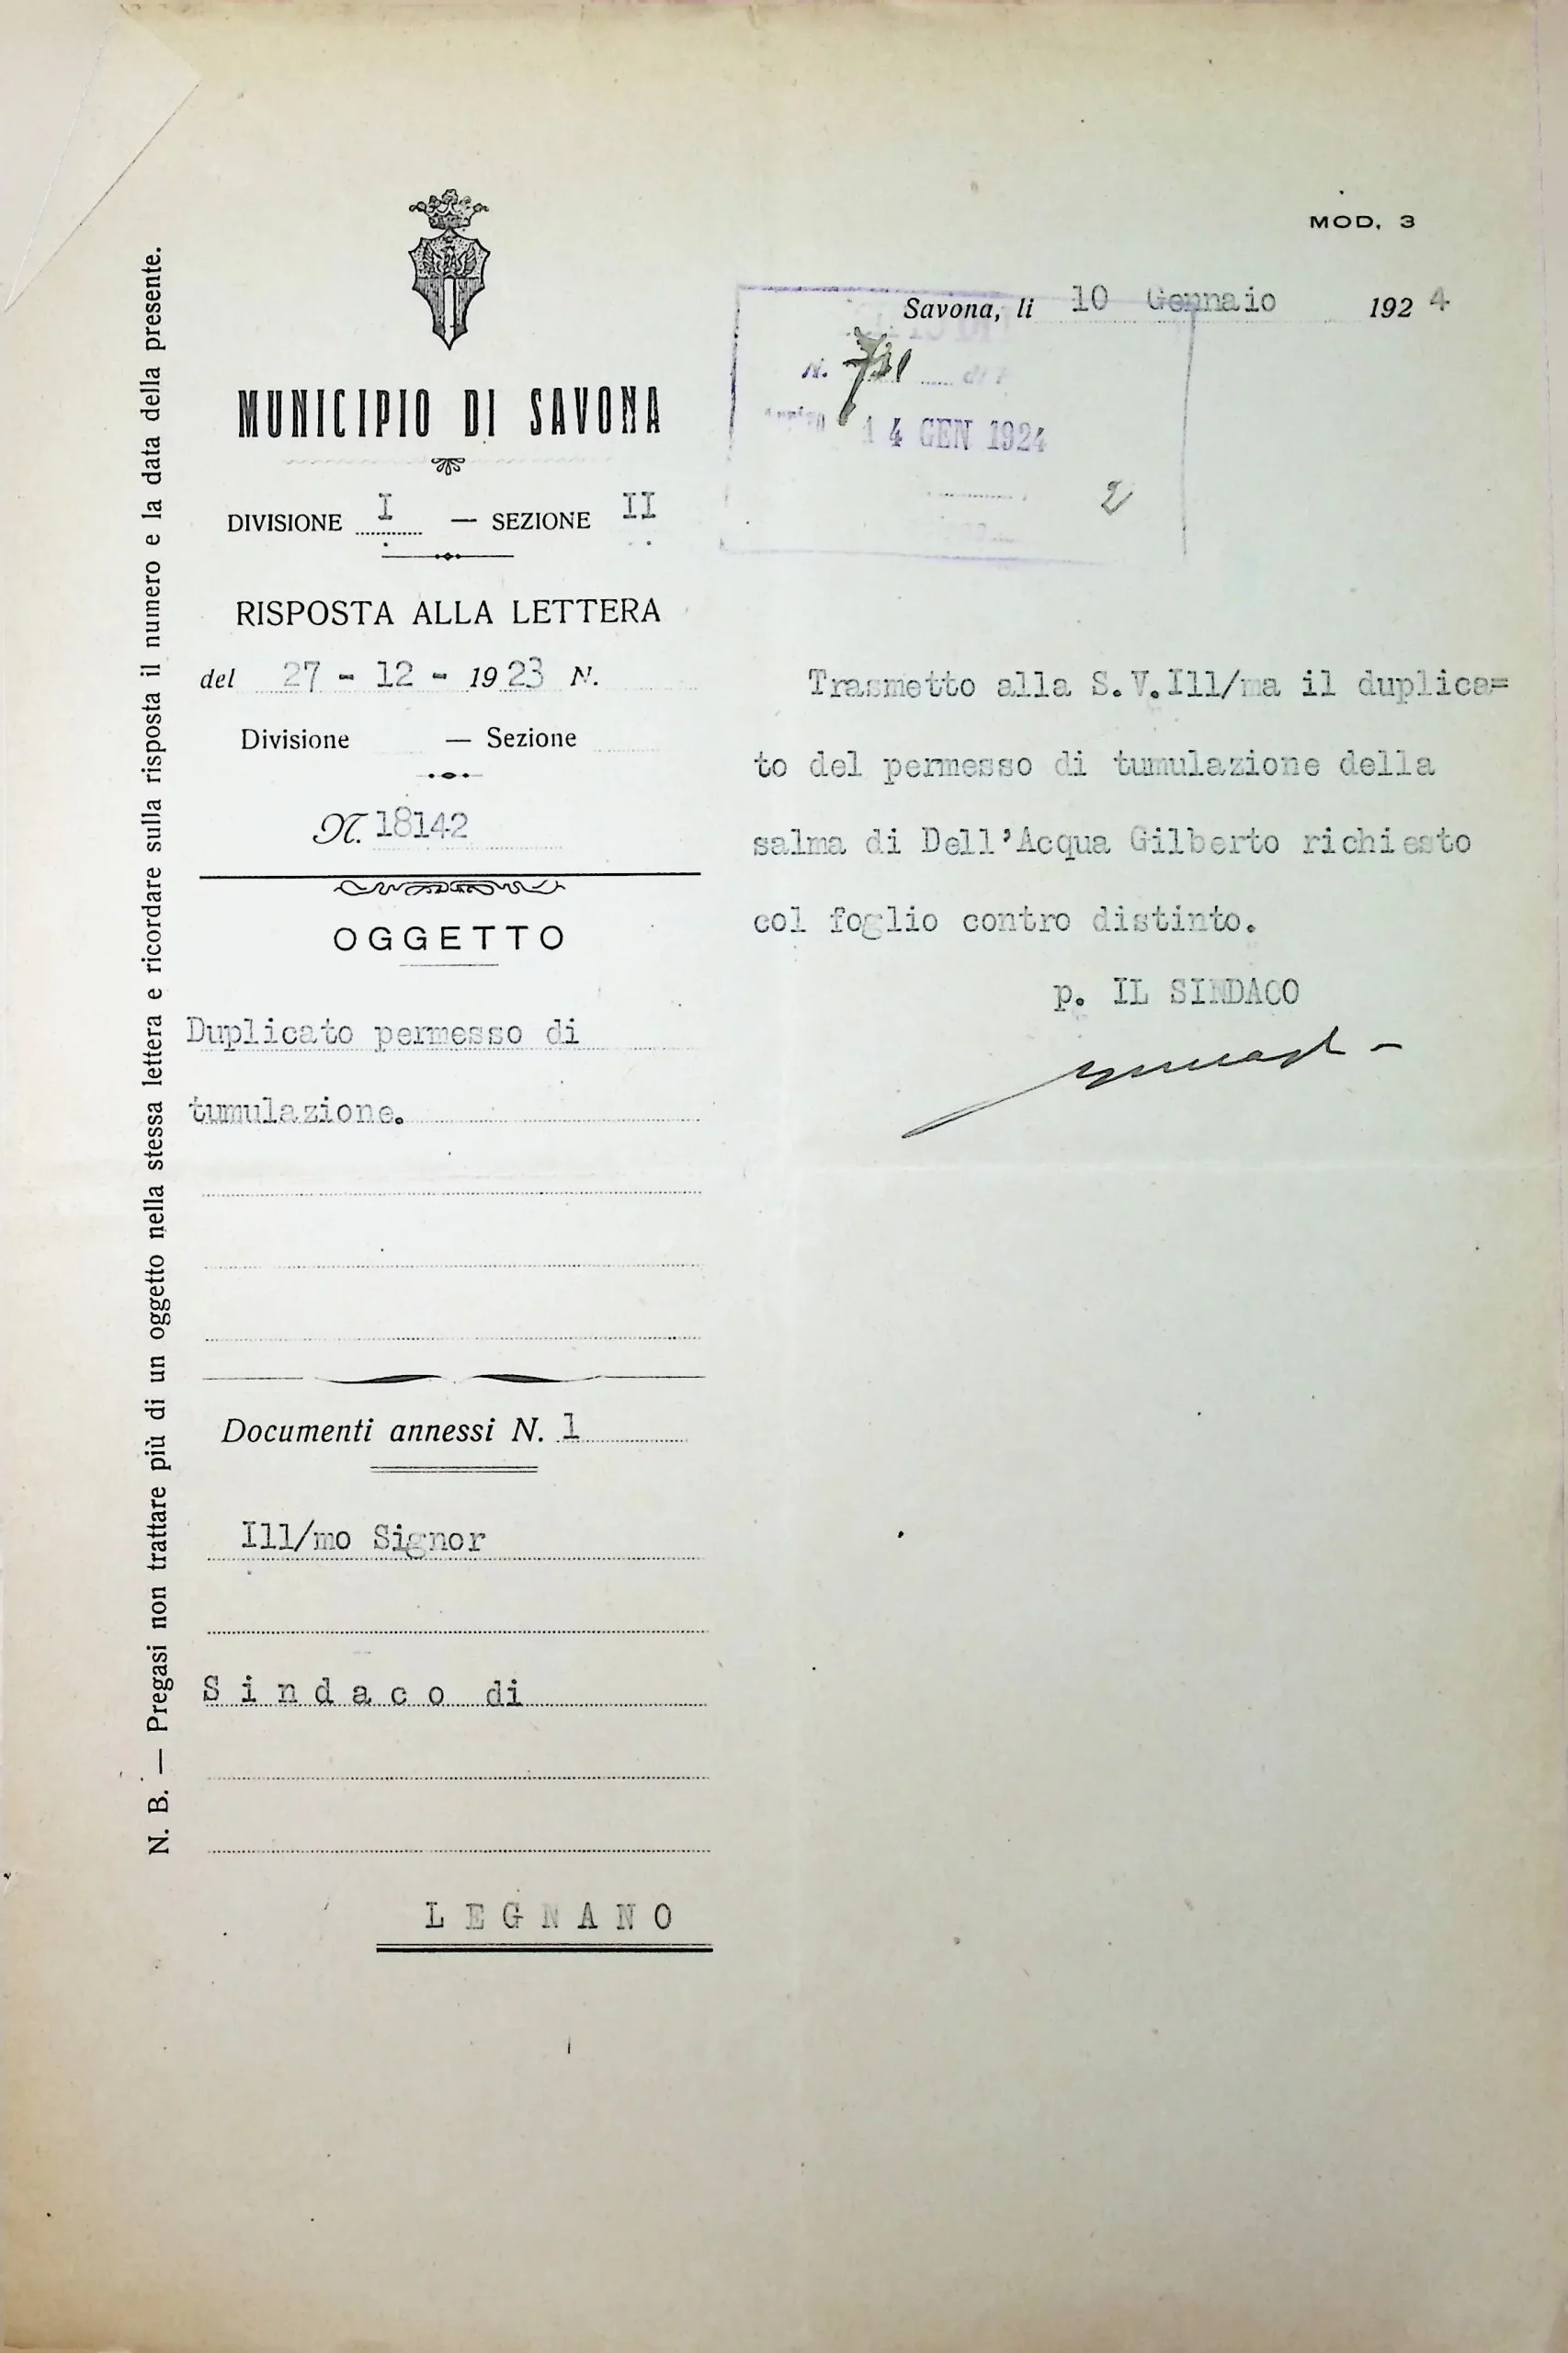 MOD. 3
Savona, li 10 Gennaio 1924
N.
14 GEN 1924
2
MUNICIPIO DI SAVONA
DIVISIONE I — SEZIONE II
RISPOSTA ALLA LETTERA
del 27 - 12 - 1923 N.
Divisione — Sezione
N. 18142
OGGETTO
Duplicato permesso di
tumulazione.
Documenti annessi N. 1
Ill/mo Signor
Sindaco di
LEGNANO
N. B. — Pregasi non trattare più di un oggetto nella stessa lettera e ricordare sulla risposta il numero e la data della presente.
Trasmetto alla S.V.Ill/ma il duplica=
to del permesso di tumulazione della
salma di Dell'Acqua Gilberto richiesto
col foglio contro distinto.
p. IL SINDACO